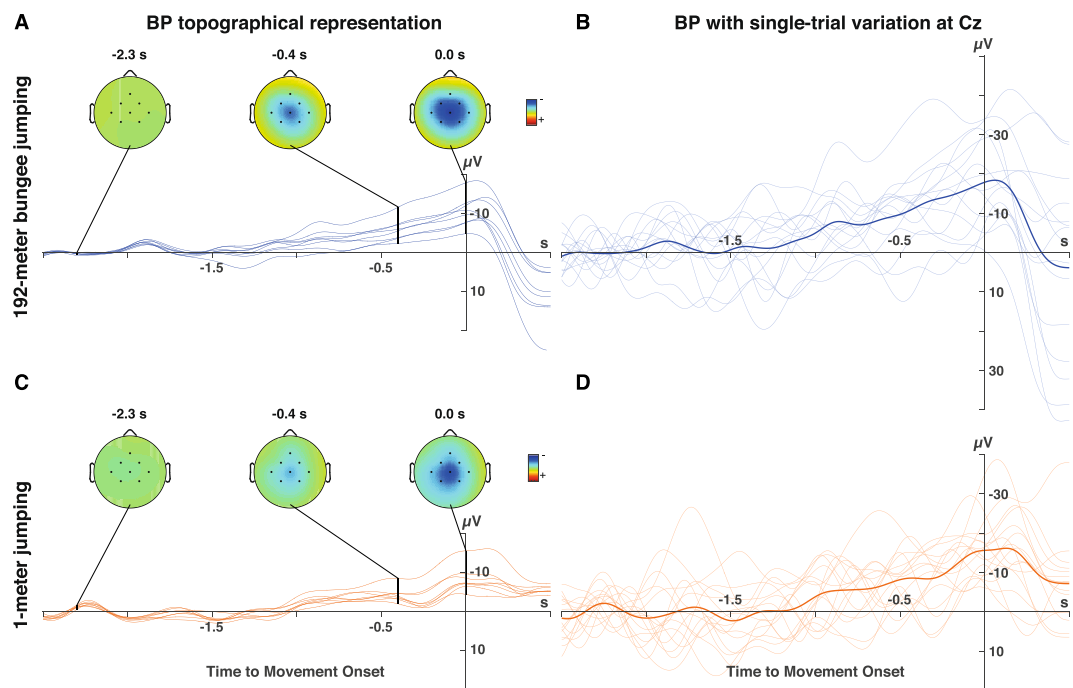 A BP topographical representation
B BP with single-trial variation at Cz
192-meter bungee jumping
-2.3 s -0.4 s 0.0 s
-
+
µV
-10
s
-1.5 -0.5
10
µV
-30
-10
s
-1.5 -0.5
10
30
C
D
1-meter jumping
-2.3 s -0.4 s 0.0 s
-
+
µV
-10
s
-1.5 -0.5
10
Time to Movement Onset
µV
-30
-10
s
-1.5 -0.5
10
Time to Movement Onset